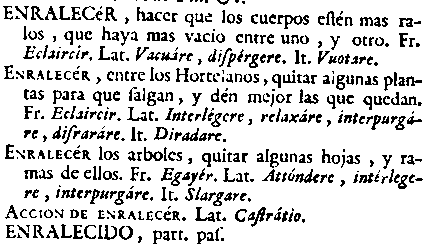 ENRALECéR, hacer que los cuerpos eſtén mas ra-
los, que haya mas vacío entre uno, y otro. Fr.
Eclaircir. Lat. Vacuáre, diſpérgere. It. Vuotare.
ENRALECÉR, entre los Hortelanos, quitar algunas plan-
tas para que ſalgan, y dén mejor las que quedan.
Fr. Eclaircir. Lat. Interlégere, relaxáre, interpurgá-
re, diſraráre. It. Diradare.
ENRALECÉR los arboles, quitar algunas hojas, y ra-
mas de ellos. Fr. Egayér. Lat. Attóndere, intérlege-
re, interpurgáre. It. Slargare.
ACCION DE ENRALECÉR. Lat. Caſtrátio.
ENRALECIDO, part. paſ.